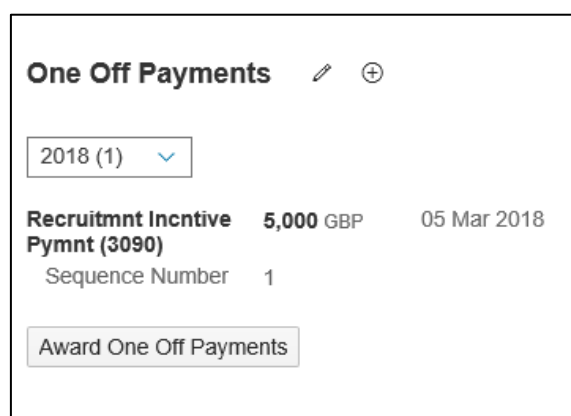 One Off Payments
2018 (1)
Recruitmnt Incntive 5,000 GBP 05 Mar 2018
Pymnt (3090)
Sequence Number 1
Award One Off Payments